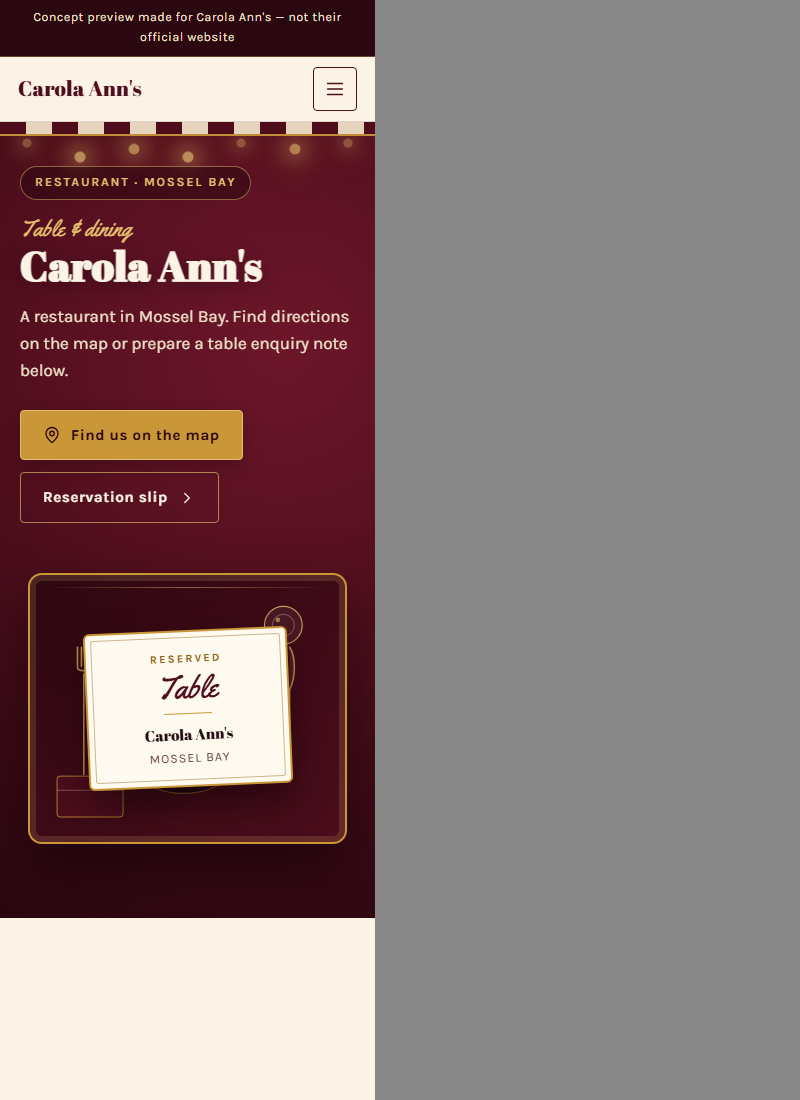 Concept preview made for Carola Ann's — not their
official website
Carola Ann's
RESTAURANT · MOSSEL BAY
Table & dining
Carola Ann's
A restaurant in Mossel Bay. Find directions
on the map or prepare a table enquiry note
below.
Find us on the map
Reservation slip
RESERVED
Table
Carola Ann's
MOSSEL BAY